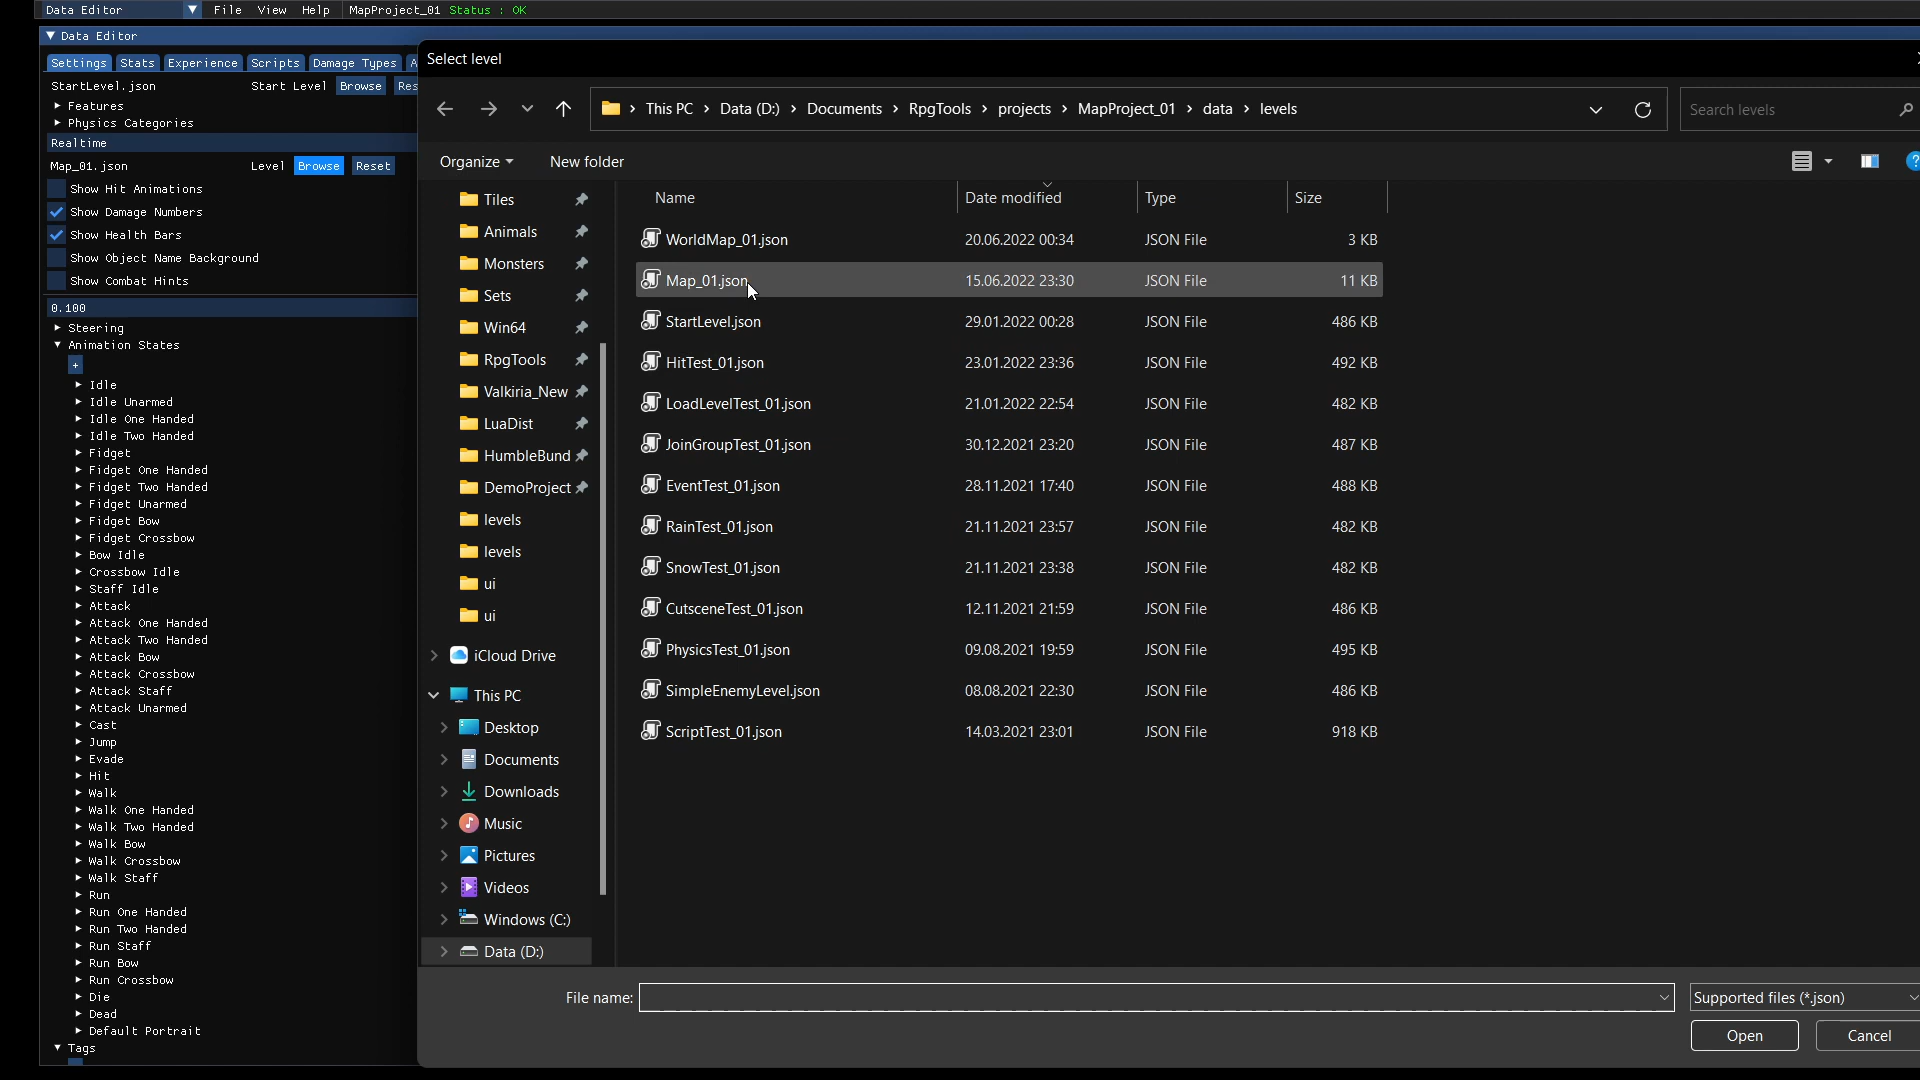 Data Editor File View Help MapProject_01 Status : OK
Data Editor
Settings Stats Experience Scripts Damage Types
StartLevel.json Start Level Browse Res
Features
Physics Categories
Realtime
Map_01.json Level Browse Reset
Show Hit Animations
Show Damage Numbers
Show Health Bars
Show Object Name Background
Show Combat Hints
0.100
Steering
Animation States
+
Idle
Idle Unarmed
Idle One Handed
Idle Two Handed
Fidget
Fidget One Handed
Fidget Two Handed
Fidget Unarmed
Fidget Bow
Fidget Crossbow
Bow Idle
Crossbow Idle
Staff Idle
Attack
Attack One Handed
Attack Two Handed
Attack Bow
Attack Crossbow
Attack Staff
Attack Unarmed
Cast
Jump
Evade
Hit
Walk
Walk One Handed
Walk Two Handed
Walk Bow
Walk Crossbow
Walk Staff
Run
Run One Handed
Run Two Handed
Run Staff
Run Bow
Run Crossbow
Die
Dead
Default Portrait
Tags
Select level
This PC Data (D:) Documents RpgTools projects MapProject_01 data levels
Search levels
Organize New folder
Tiles
Animals
Monsters
Sets
Win64
RpgTools
Valkiria_New
LuaDist
HumbleBund
DemoProject
levels
levels
ui
ui
iCloud Drive
This PC
Desktop
Documents
Downloads
Music
Pictures
Videos
Windows (C:)
Data (D:)
Name Date modified Type Size
WorldMap_01.json 20.06.2022 00:34 JSON File 3 KB
Map_01.json 15.06.2022 23:30 JSON File 11 KB
StartLevel.json 29.01.2022 00:28 JSON File 486 KB
HitTest_01.json 23.01.2022 23:36 JSON File 492 KB
LoadLevelTest_01.json 21.01.2022 22:54 JSON File 482 KB
JoinGroupTest_01.json 30.12.2021 23:20 JSON File 487 KB
EventTest_01.json 28.11.2021 17:40 JSON File 488 KB
RainTest_01.json 21.11.2021 23:57 JSON File 482 KB
SnowTest_01.json 21.11.2021 23:38 JSON File 482 KB
CutsceneTest_01.json 12.11.2021 21:59 JSON File 486 KB
PhysicsTest_01.json 09.08.2021 19:59 JSON File 495 KB
SimpleEnemyLevel.json 08.08.2021 22:30 JSON File 486 KB
ScriptTest_01.json 14.03.2021 23:01 JSON File 918 KB
File name: Supported files (*.json)
Open Cancel